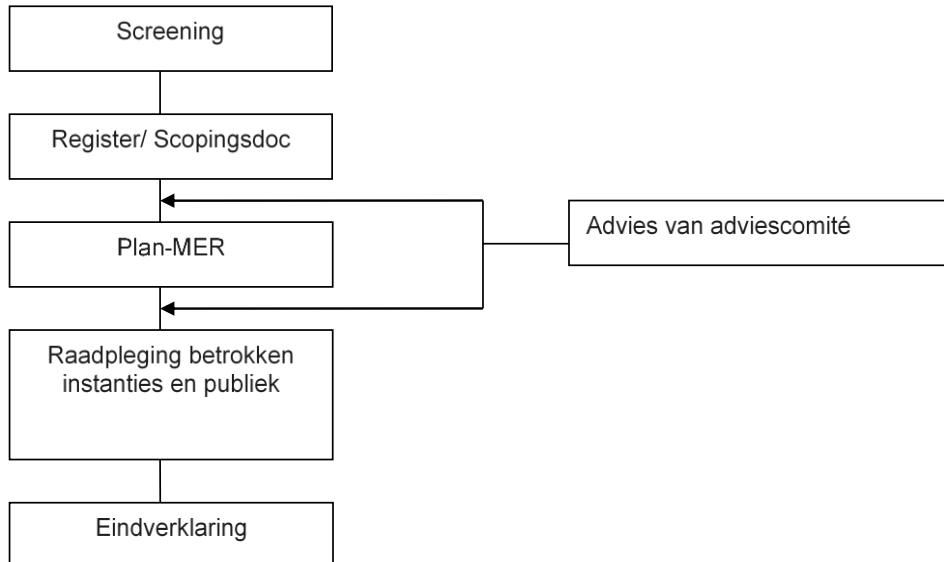 Screening
Register/ Scopingsdoc
Plan-MER
Advies van adviescomité
Raadpleging betrokken
instanties en publiek
Eindverklaring